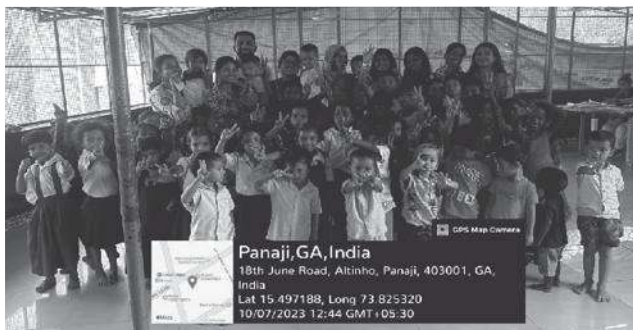 GPS Map Camera
Panaji,GA,India
18th June Road, Altinho, Panaji, 403001, GA,
India
Lat 15.497188, Long 73.825320
10/07/2023 12:44 GMT+05:30